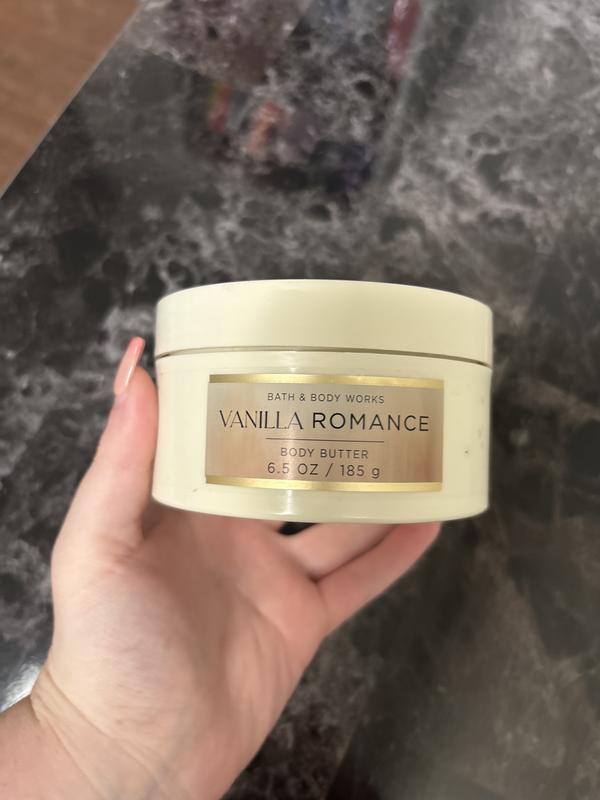 BATH & BODY WORKS
VANILLA ROMANCE
BODY BUTTER
6.5 OZ / 185 g